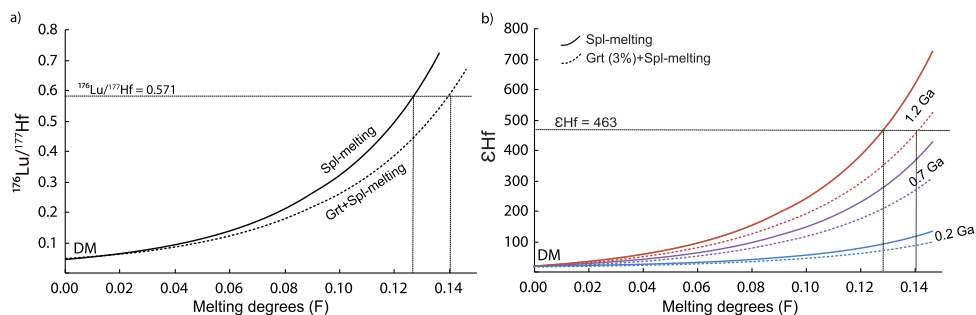 a)
0.8
0.7
0.6
0.5
0.4
0.3
0.2
0.1
¹⁷⁶Lu/¹⁷⁷Hf
¹⁷⁶Lu/¹⁷⁷Hf = 0.571
Spl-melting
Grt+Spl-melting
DM
0.00 0.02 0.04 0.06 0.08 0.10 0.12 0.14
Melting degrees (F)
b)
800
700
600
500
400
300
200
100
ƐHf
Spl-melting
Grt (3%)+Spl-melting
ƐHf = 463
1.2 Ga
0.7 Ga
0.2 Ga
DM
0.00 0.02 0.04 0.06 0.08 0.10 0.12 0.14
Melting degrees (F)